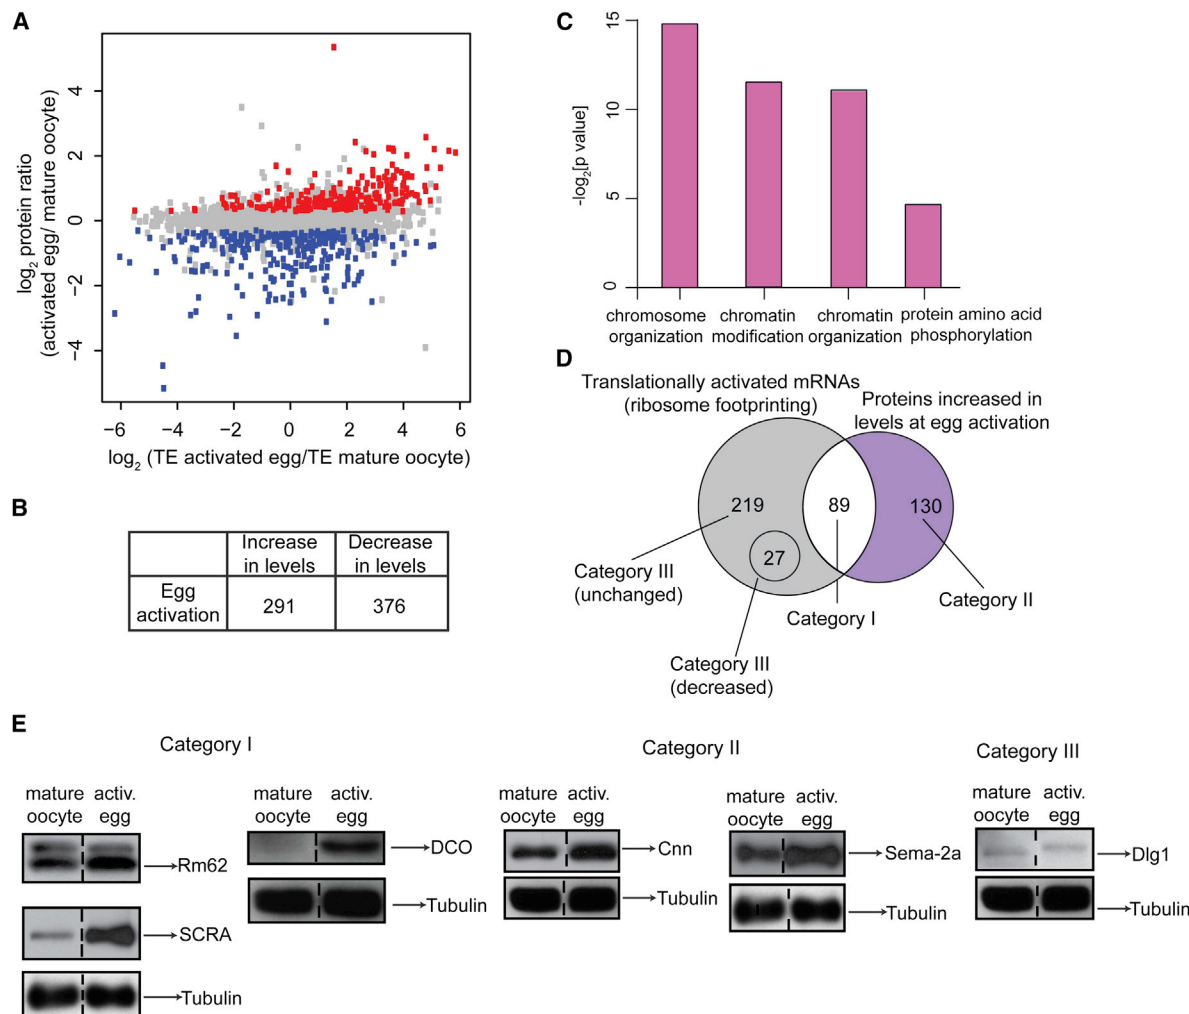 A
log2 protein ratio
(activated egg/ mature oocyte)
4
2
0
−2
−4
−6
−4
−2
0
2
4
6
log2 (TE activated egg/TE mature oocyte)
B
Increase
in levels
Decrease
in levels
Egg
activation
291
376
C
-log2[p value]
15
10
5
0
chromosome
organization
chromatin
modification
chromatin
organization
protein amino acid
phosphorylation
D
Translationally activated mRNAs
(ribosome footprinting)
Proteins increased in
levels at egg activation
219
89
130
27
Category III
(unchanged)
Category I
Category II
Category III
(decreased)
E
Category I
mature
oocyte
activ.
egg
Rm62
SCRA
Tubulin
mature
oocyte
activ.
egg
DCO
Tubulin
Category II
mature
oocyte
activ.
egg
Cnn
Tubulin
mature
oocyte
activ.
egg
Sema-2a
Tubulin
Category III
mature
oocyte
activ.
egg
Dlg1
Tubulin